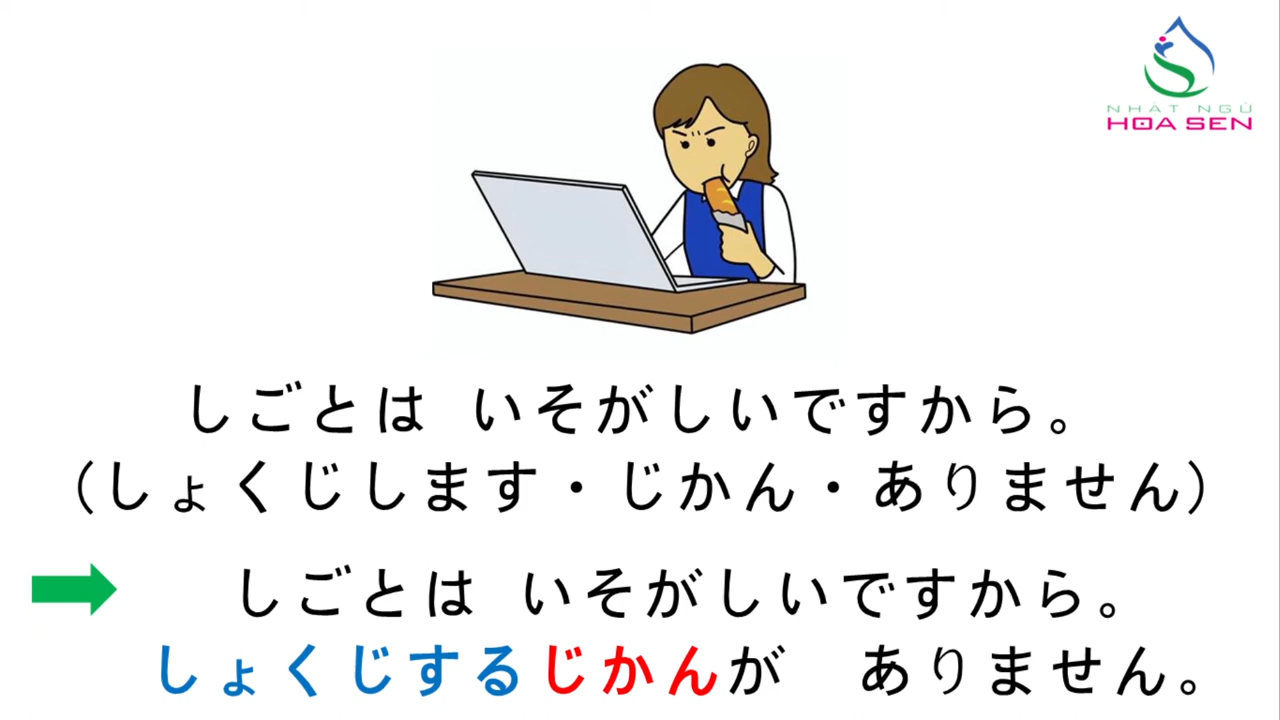 NHẬT NGỮ
HOA SEN
しごとは いそがしいですから。
(しょくじします・じかん・ありません)
しごとは いそがしいですから。
しょくじするじかんが　ありません。